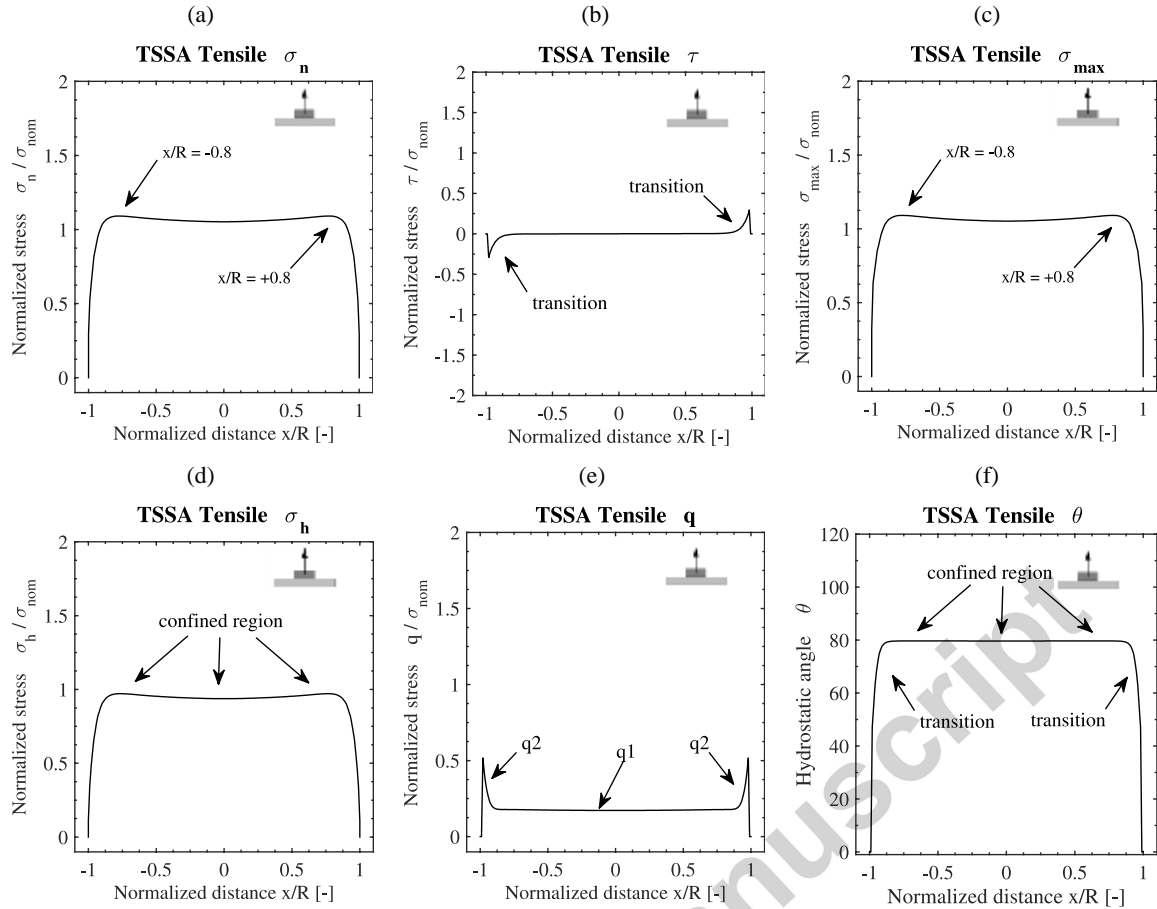 (a)
TSSA Tensile σn
2
1.5
1
0.5
0
-1 -0.5 0 0.5 1
Normalized stress σn / σnom
Normalized distance x/R [-]
x/R = -0.8
x/R = +0.8
(b)
TSSA Tensile τ
2
1.5
1
0.5
0
-0.5
-1
-1.5
-2
-1 -0.5 0 0.5 1
Normalized stress τ / σnom
Normalized distance x/R [-]
transition
transition
(c)
TSSA Tensile σmax
2
1.5
1
0.5
0
-1 -0.5 0 0.5 1
Normalized stress σmax / σnom
Normalized distance x/R [-]
x/R = -0.8
x/R = +0.8
(d)
TSSA Tensile σh
2
1.5
1
0.5
0
-1 -0.5 0 0.5 1
Normalized stress σh / σnom
Normalized distance x/R [-]
confined region
(e)
TSSA Tensile q
2
1.5
1
0.5
0
-1 -0.5 0 0.5 1
Normalized stress q / σnom
Normalized distance x/R [-]
q2
q1
q2
(f)
TSSA Tensile θ
120
100
80
60
40
20
0
-1 -0.5 0 0.5 1
Hydrostatic angle θ
Normalized distance x/R [-]
confined region
transition
transition
nuscript